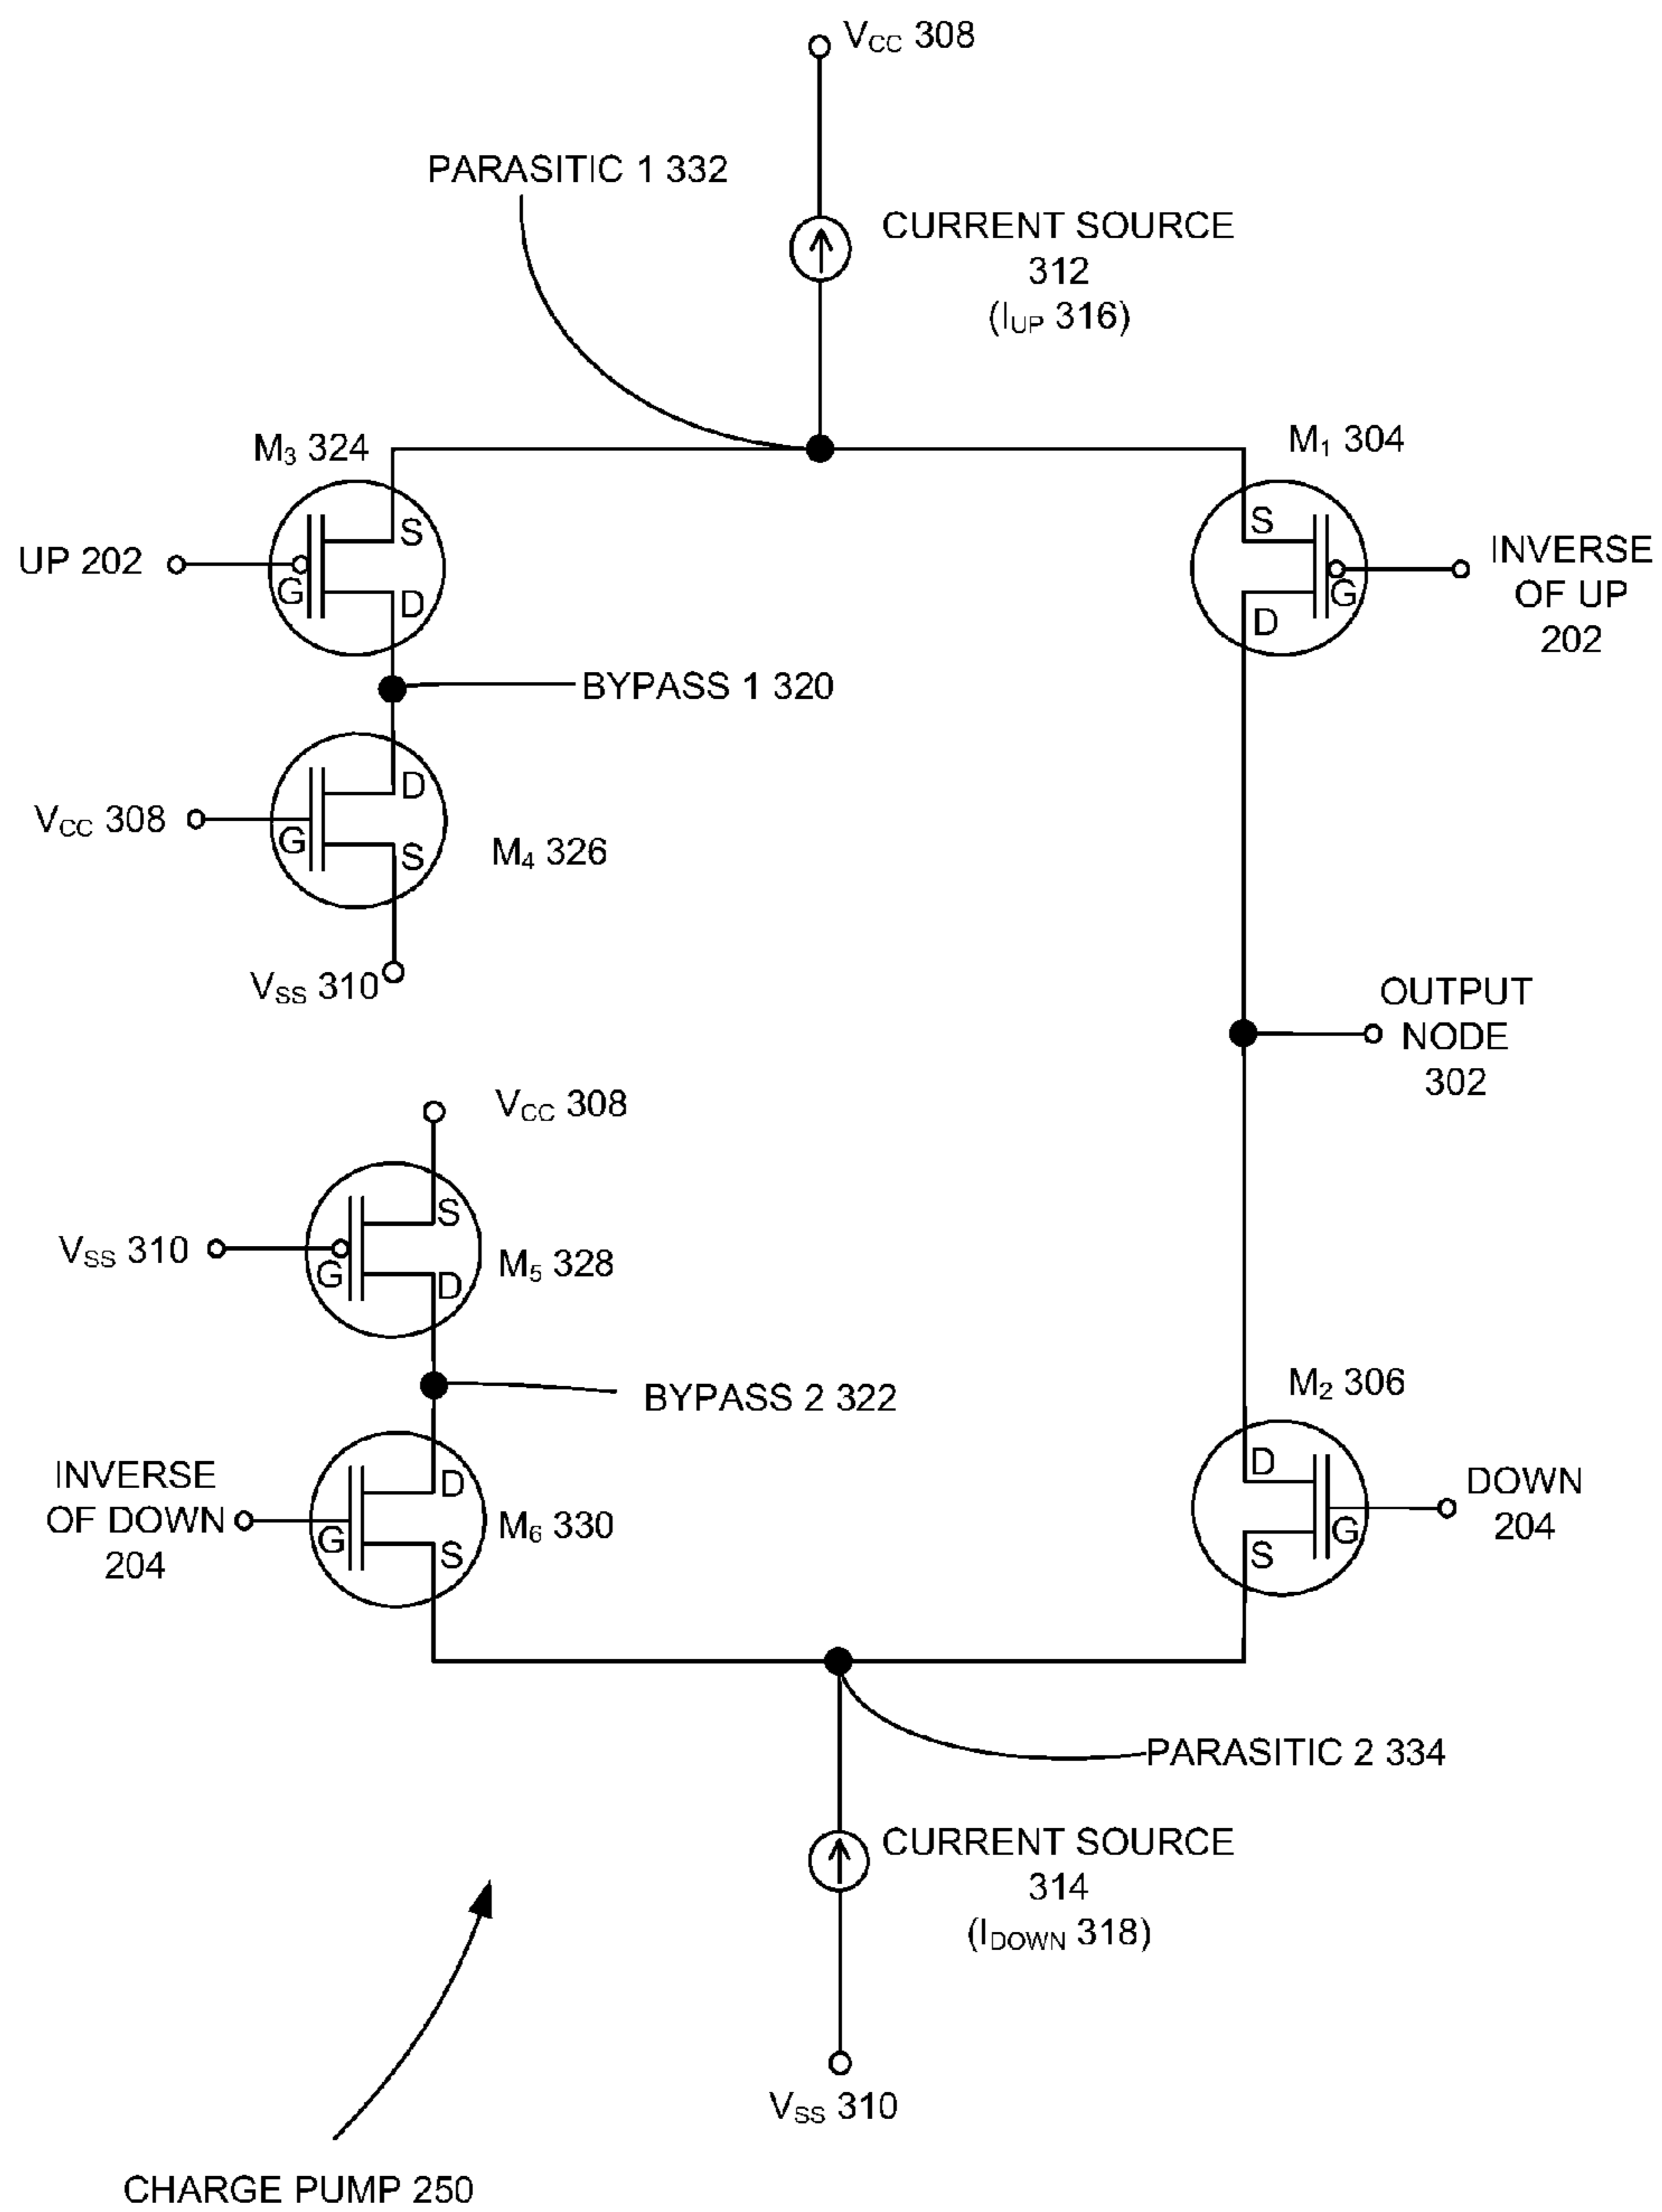 VCC 308
PARASITIC 1 332
CURRENT SOURCE
312
(IUP 316)
M3 324
M1 304
S
S
UP 202
G
D
G
D
INVERSE
OF UP
202
BYPASS 1 320
D
VCC 308
G
S
M4 326
VSS 310
OUTPUT
NODE
302
VCC 308
S
VSS 310
G
D
M5 328
BYPASS 2 322
M2 306
INVERSE
OF DOWN
204
D
G
S
M6 330
D
G
S
DOWN
204
PARASITIC 2 334
CURRENT SOURCE
314
(IDOWN 318)
VSS 310
CHARGE PUMP 250